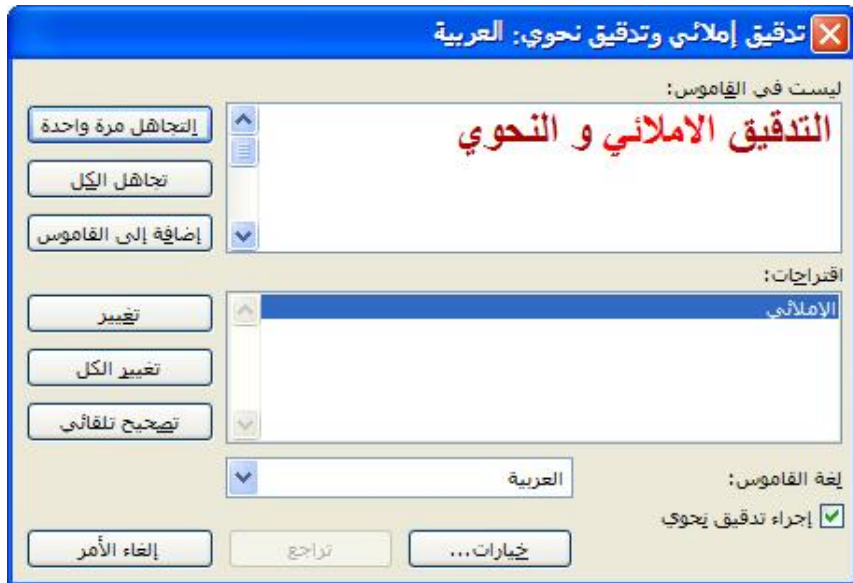 تدقيق إملائي وتدقيق نحوي: العربية
ليست في القاموس:
التدقيق الاملائي و النحوي
التجاهل مرة واحدة
تجاهل الكل
إضافة إلى القاموس
اقتراحات:
الإملائي
تغيير
تغيير الكل
تصحيح تلقائي
لغة القاموس:
العربية
إجراء تدقيق نحوي
خيارات...
تراجع
إلغاء الأمر